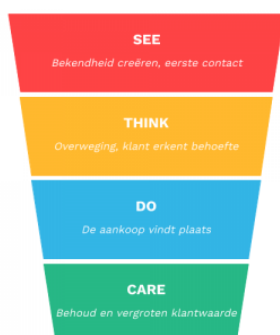 SEE
Bekendheid creëren, eerste contact
THINK
Overweging, klant erkent behoefte
DO
De aankoop vindt plaats
CARE
Behoud en vergroten klantwaarde